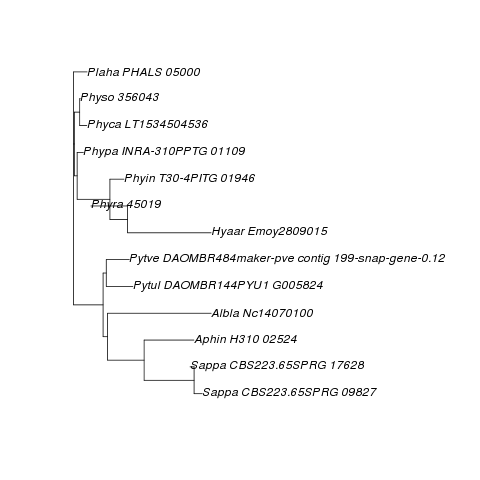 Plaha PHALS 05000
Physo 356043
Phyca LT1534504536
Phypa INRA-310PPTG 01109
Phyin T30-4PITG 01946
Phyra 45019
Hyaar Emoy2809015
Pytve DAOMBR484maker-pve contig 199-snap-gene-0.12
Pytul DAOMBR144PYU1 G005824
Albla Nc14070100
Aphin H310 02524
Sappa CBS223.65SPRG 17628
Sappa CBS223.65SPRG 09827